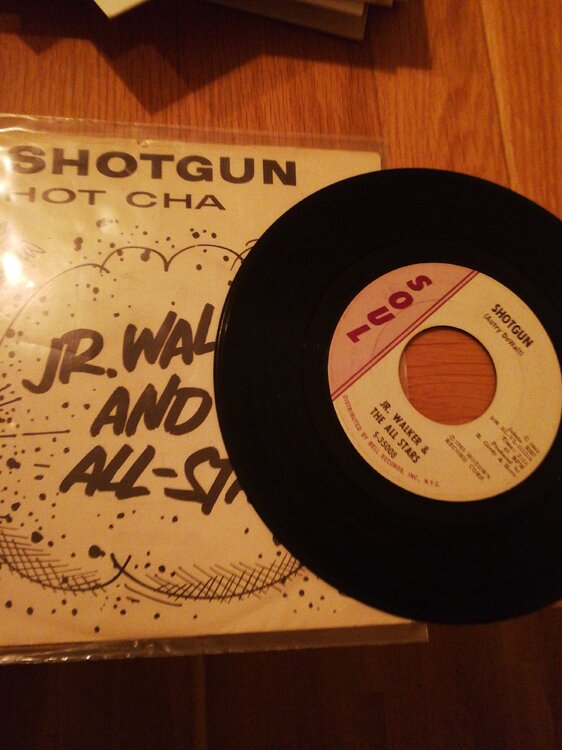 SHOTGUN
HOT CHA
JR. WAL
AND
ALL-ST
SOUL
SHOTGUN
(Autry DeWalt)
JR. WALKER &
THE ALL STARS
S-35008
DISTRIBUTED BY BELL RECORDS, INC., N.Y.C.